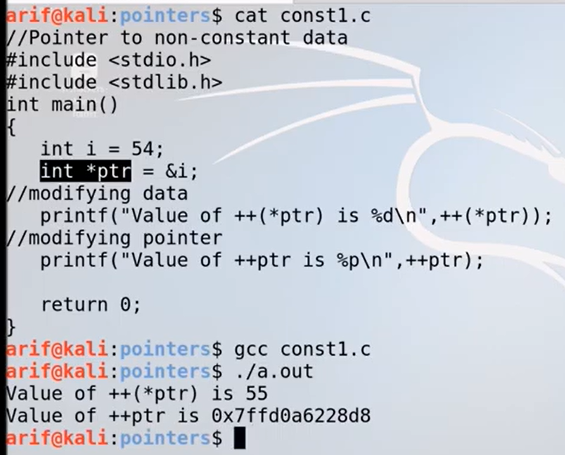 arif@kali:pointers$ cat const1.c
//Pointer to non-constant data
#include <stdio.h>
#include <stdlib.h>
int main()
{
   int i = 54;
   int *ptr = &i;
//modifying data
   printf("Value of ++(*ptr) is %d\n",++(*ptr));
//modifying pointer
   printf("Value of ++ptr is %p\n",++ptr);

   return 0;
}
arif@kali:pointers$ gcc const1.c
arif@kali:pointers$ ./a.out
Value of ++(*ptr) is 55
Value of ++ptr is 0x7ffd0a6228d8
arif@kali:pointers$